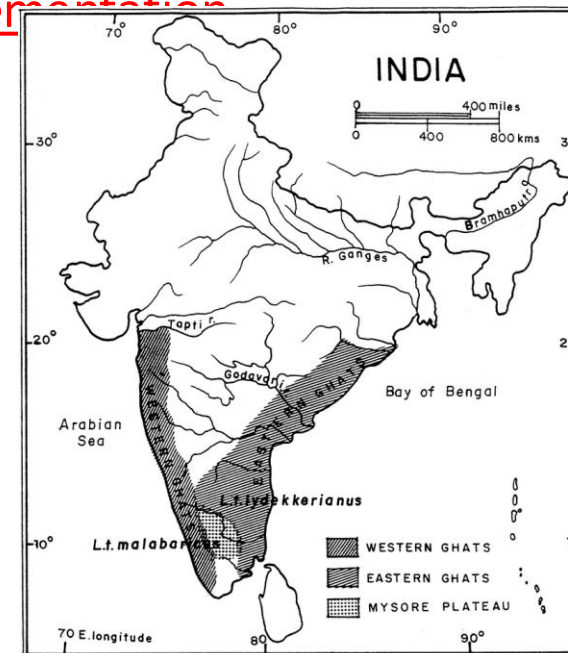 70°
80°
90°
INDIA
0 400 miles
0 400 800 kms
30°
Bramhaputra
R. Ganges
Tapti r.
20°
Godavari
Bay of Bengal
Arabian
Sea
WESTERN GHATS
EASTERN GHATS
L.t.lydekkerianus
L.t.malabaricus
10°
WESTERN GHATS
EASTERN GHATS
MYSORE PLATEAU
70 E.longitude
80
90°